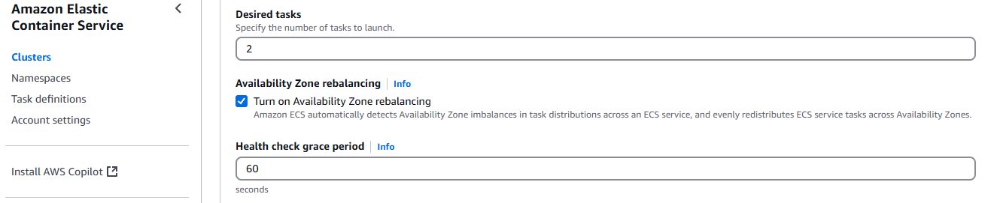 Amazon Elastic
Container Service
Clusters
Namespaces
Task definitions
Account settings
Install AWS Copilot
Desired tasks
Specify the number of tasks to launch.
2
Availability Zone rebalancing Info
Turn on Availability Zone rebalancing
Amazon ECS automatically detects Availability Zone imbalances in task distributions across an ECS service, and evenly redistributes ECS service tasks across Availability Zones.
Health check grace period Info
60
seconds